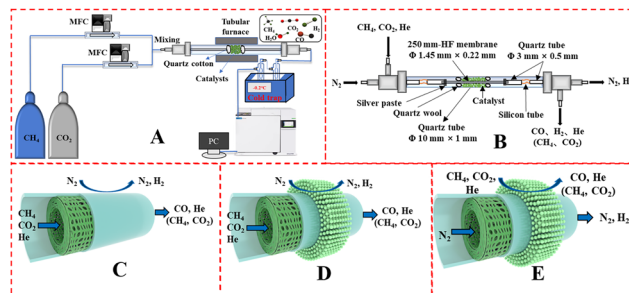 MFC
Mixing
Tubular
furnace
CH₄
CO₂
H₂
H₂O
CO
MFC
Quartz cotton
Catalysts
Cold trap
A
PC
CH₄
CO₂
CH₄, CO₂, He
250 mm-HF membrane
Φ 1.45 mm × 0.22 mm
Quartz tube
Φ 3 mm × 0.5 mm
N₂
N₂, H₂
Silver paste
Quartz wool
Catalyst
Silicon tube
Quartz tube
Φ 10 mm × 1 mm
B
CO, H₂, He
(CH₄, CO₂)
N₂
N₂, H₂
CH₄
CO₂
He
CO, He
(CH₄, CO₂)
C
N₂
N₂, H₂
CH₄
CO₂
He
CO, He
(CH₄, CO₂)
D
CH₄, CO₂,
He
CO, He
(CH₄, CO₂)
N₂
N₂, H₂
E